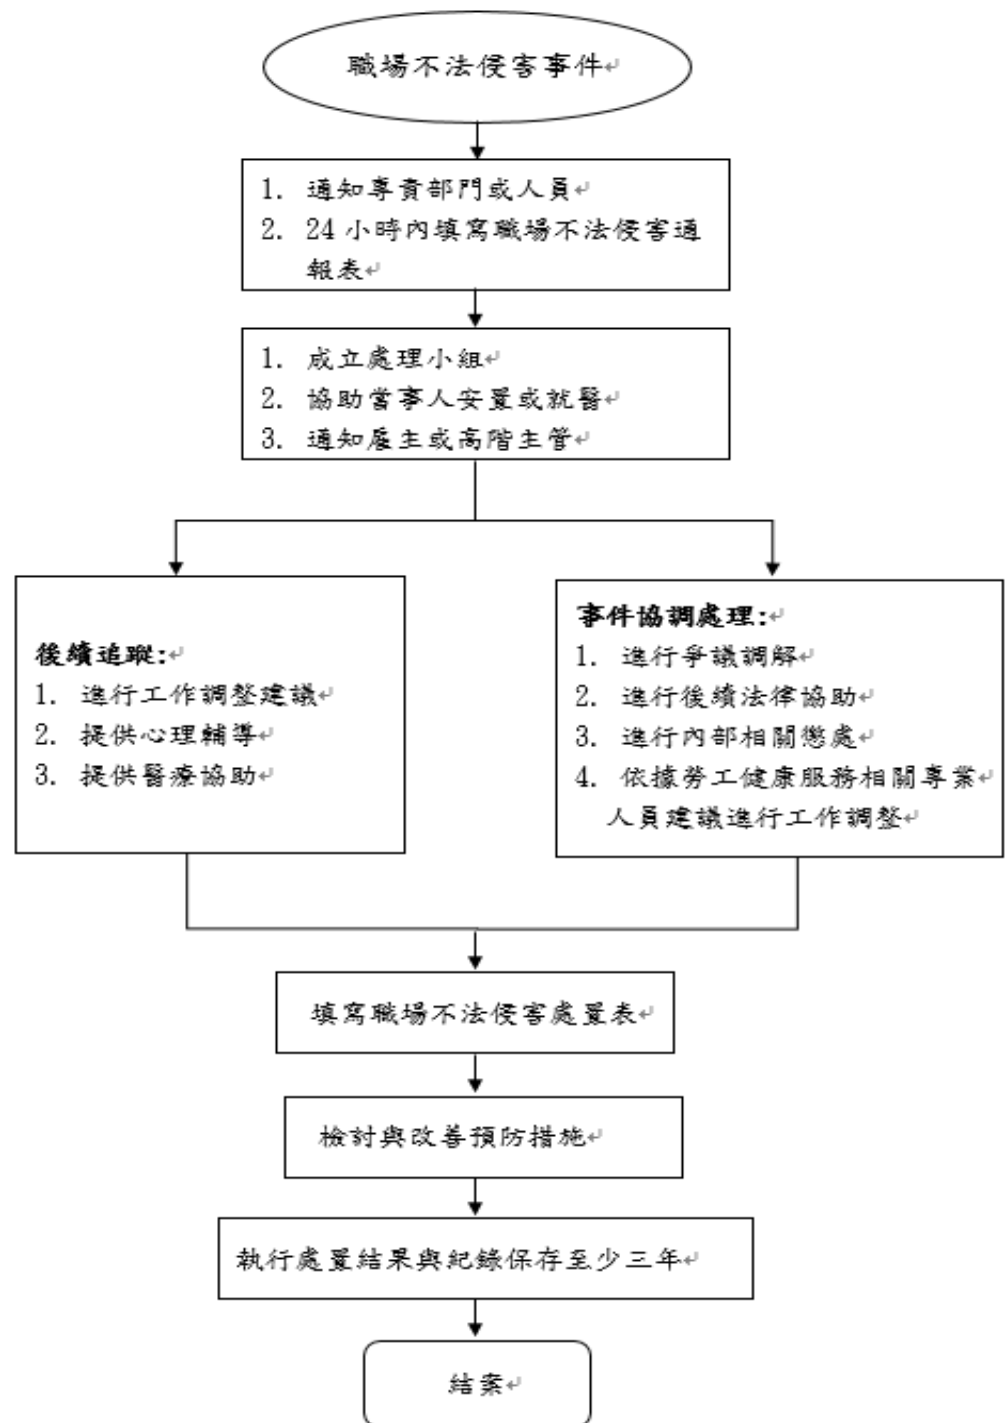 職場不法侵害事件
1. 通知專責部門或人員
2. 24 小時內填寫職場不法侵害通
報表
1. 成立處理小組
2. 協助當事人安置或就醫
3. 通知雇主或高階主管
後續追蹤:
1. 進行工作調整建議
2. 提供心理輔導
3. 提供醫療協助
事件協調處理:
1. 進行爭議調解
2. 進行後續法律協助
3. 進行內部相關懲處
4. 依據勞工健康服務相關專業
人員建議進行工作調整
填寫職場不法侵害處置表
檢討與改善預防措施
執行處置結果與紀錄保存至少三年
結案